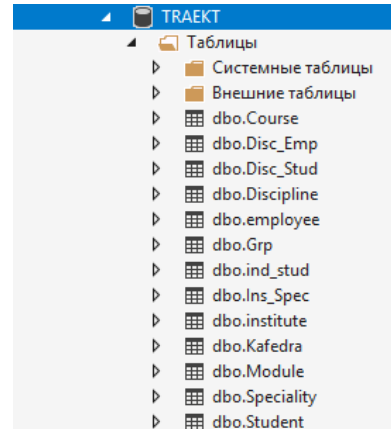 TRAEKT
Таблицы
Системные таблицы
Внешние таблицы
dbo.Course
dbo.Disc_Emp
dbo.Disc_Stud
dbo.Discipline
dbo.employee
dbo.Grp
dbo.ind_stud
dbo.Ins_Spec
dbo.institute
dbo.Kafedra
dbo.Module
dbo.Speciality
dbo.Student